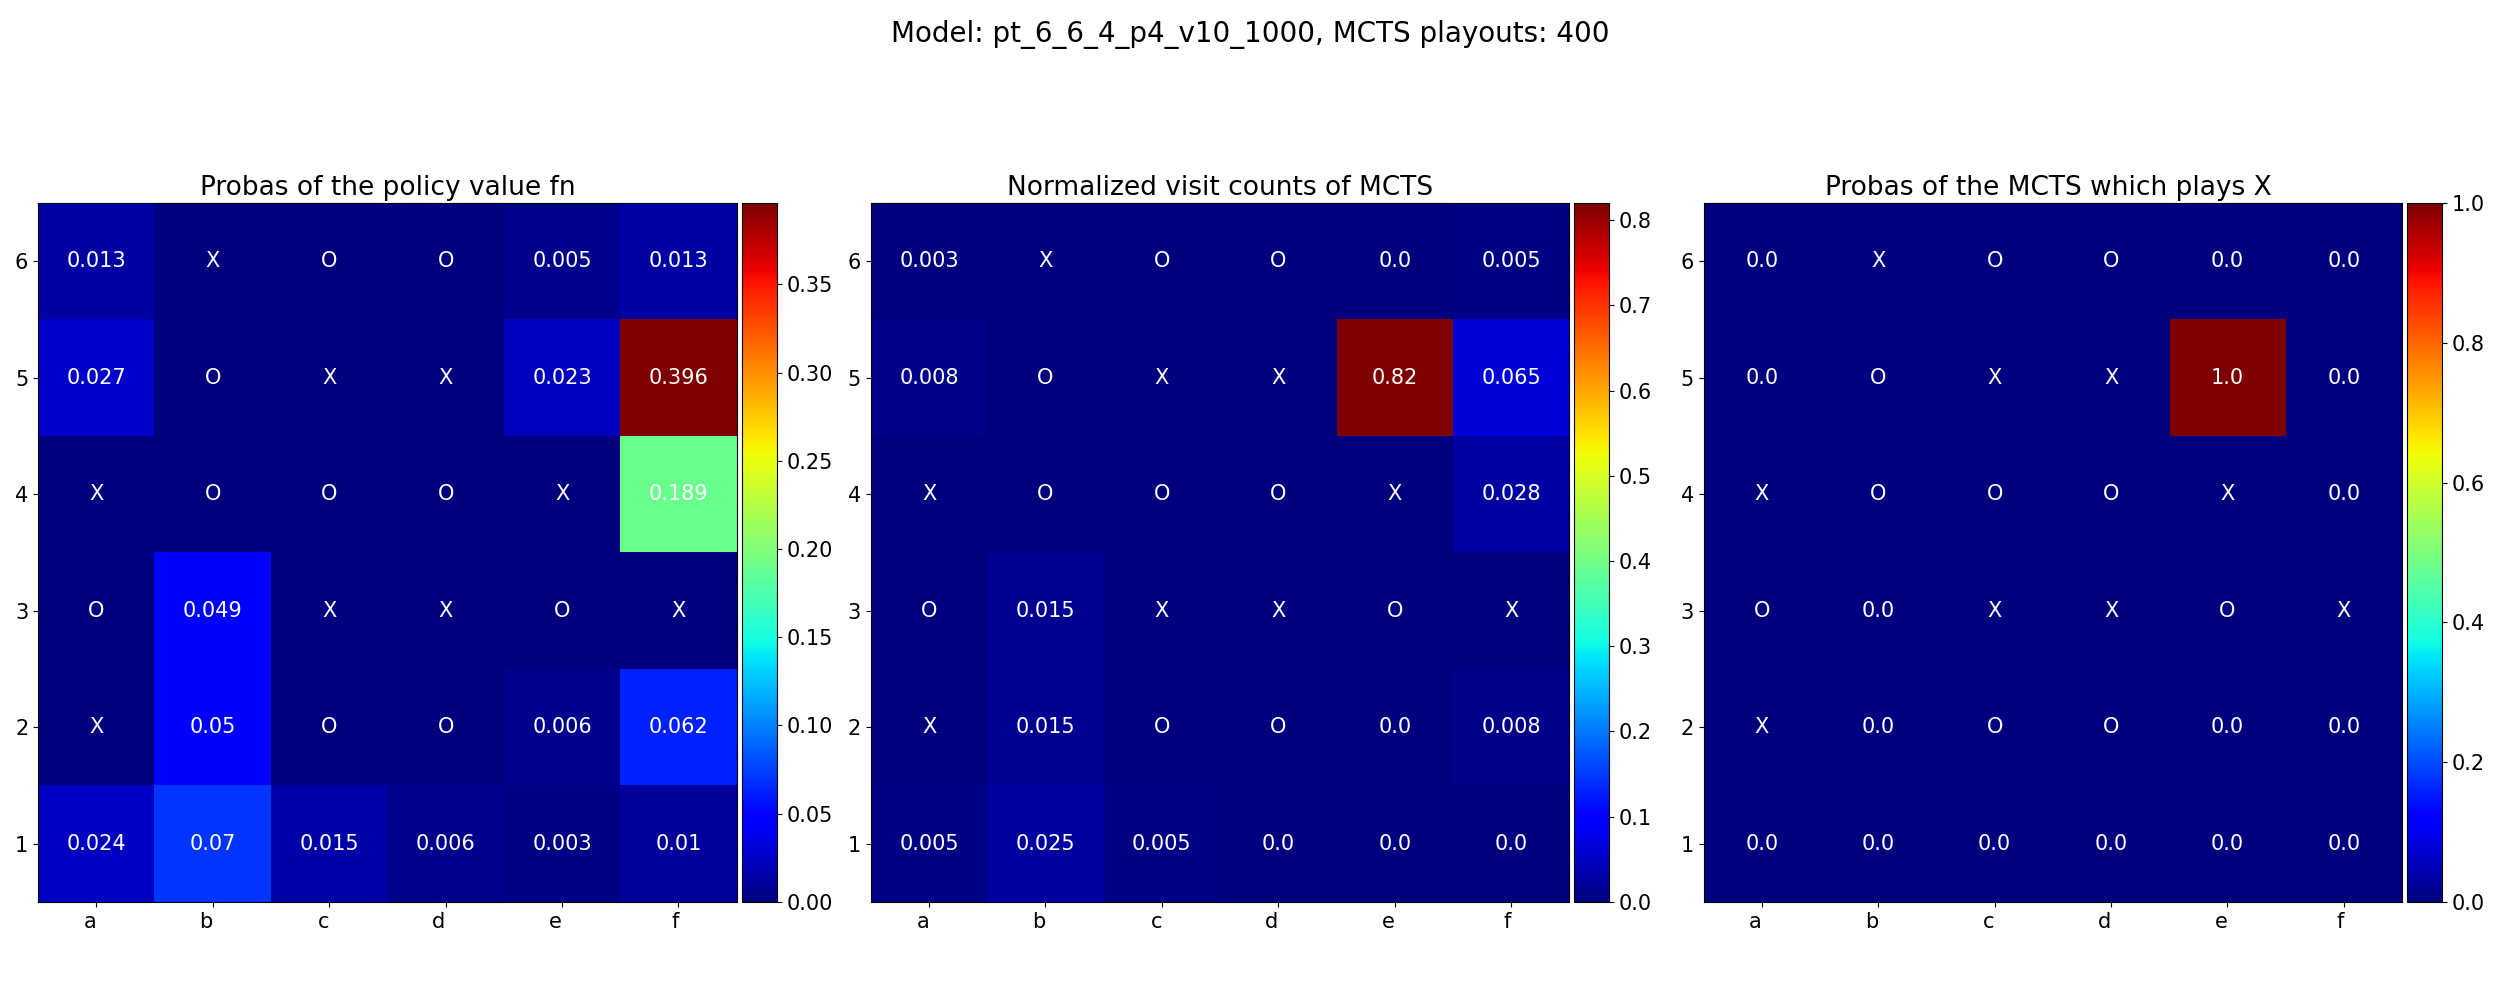 Model: pt_6_6_4_p4_v10_1000, MCTS playouts: 400
Probas of the policy value fn
6 0.013 X O O 0.005 0.013
5 0.027 O X X 0.023 0.396
4 X O O O X 0.189
3 O 0.049 X X O X
2 X 0.05 O O 0.006 0.062
1 0.024 0.07 0.015 0.006 0.003 0.01
a b c d e f
0.35
0.30
0.25
0.20
0.15
0.10
0.05
0.00
Normalized visit counts of MCTS
6 0.003 X O O 0.0 0.005
5 0.008 O X X 0.82 0.065
4 X O O O X 0.028
3 O 0.015 X X O X
2 X 0.015 O O 0.0 0.008
1 0.005 0.025 0.005 0.0 0.0 0.0
a b c d e f
0.8
0.7
0.6
0.5
0.4
0.3
0.2
0.1
0.0
Probas of the MCTS which plays X
6 0.0 X O O 0.0 0.0
5 0.0 O X X 1.0 0.0
4 X O O O X 0.0
3 O 0.0 X X O X
2 X 0.0 O O 0.0 0.0
1 0.0 0.0 0.0 0.0 0.0 0.0
a b c d e f
1.0
0.8
0.6
0.4
0.2
0.0